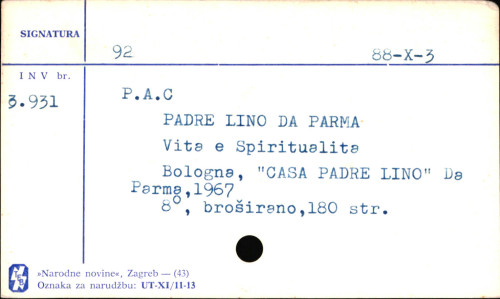 SIGNATURA
92 88-X-3
I N V br.
3.931
P.A.C
PADRE LINO DA PARMA
Vita e Spiritualita
Bologna, "CASA PADRE LINO" Da
Parma,1967
8°, broširano,180 str.
»Narodne novine«, Zagreb — (43)
Oznaka za narudžbu: UT-XI/11-13